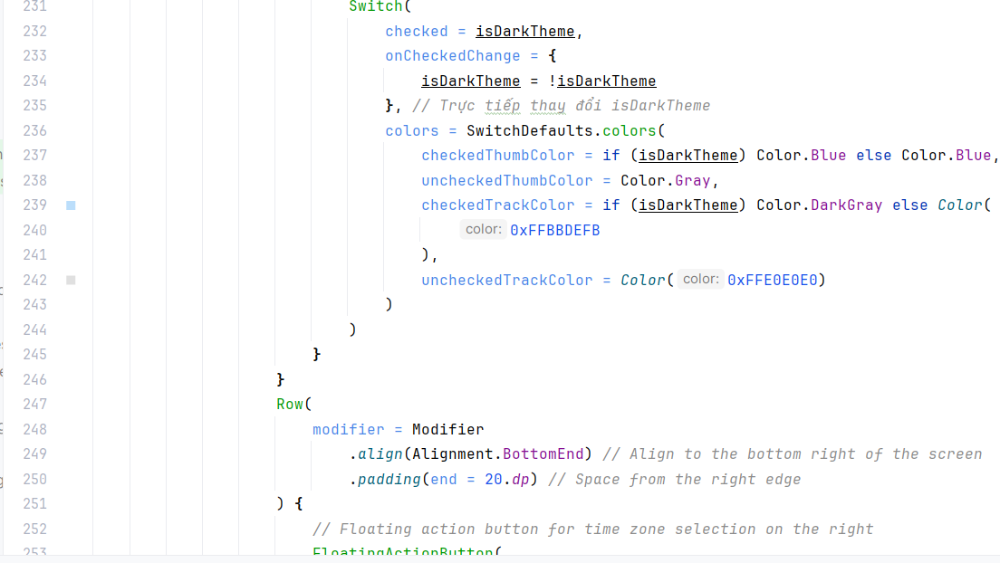 231 Switch(
232 checked = isDarkTheme,
233 onCheckedChange = {
234 isDarkTheme = !isDarkTheme
235 }, // Trực tiếp thay đổi isDarkTheme
236 colors = SwitchDefaults.colors(
237 checkedThumbColor = if (isDarkTheme) Color.Blue else Color.Blue,
238 uncheckedThumbColor = Color.Gray,
239 checkedTrackColor = if (isDarkTheme) Color.DarkGray else Color(
240 color: 0xFFBBDEFB
241 ),
242 uncheckedTrackColor = Color( color: 0xFFE0E0E0)
243 )
244 )
245 }
246 }
247 Row(
248 modifier = Modifier
249 .align(Alignment.BottomEnd) // Align to the bottom right of the screen
250 .padding(end = 20.dp) // Space from the right edge
251 ) {
252 // Floating action button for time zone selection on the right
253 FloatingActionButton(